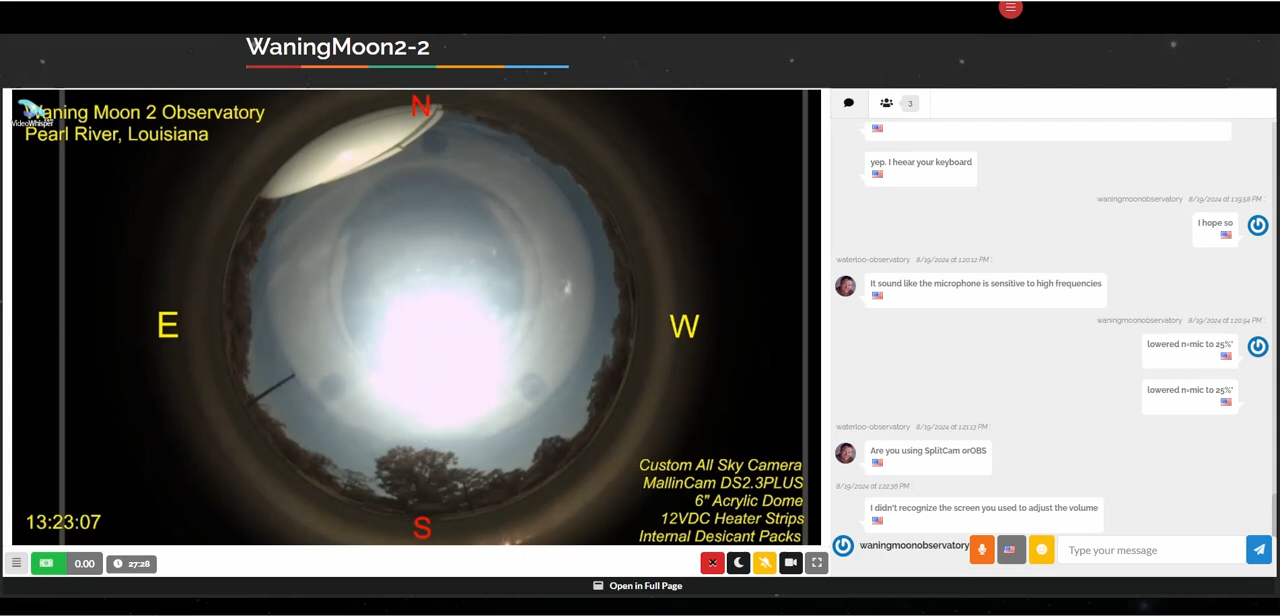 WaningMoon2-2
Waning Moon 2 Observatory
Pearl River, Louisiana
VideoWhisper
N
E
W
S
Custom All Sky Camera
MallinCam DS2.3PLUS
6" Acrylic Dome
12VDC Heater Strips
Internal Desicant Packs
13:23:07
0.00
27:28
3
yep. I heear your keyboard
waningmoonobservatory 8/19/2024 at 1:19:58 PM :
I hope so
waterloo-observatory 8/19/2024 at 1:20:12 PM :
It sound like the microphone is sensitive to high frequencies
waningmoonobservatory 8/19/2024 at 1:20:54 PM :
lowered n=mic to 25%"
lowered n=mic to 25%"
waterloo-observatory 8/19/2024 at 1:21:13 PM :
Are you using SplitCam orOBS
8/19/2024 at 1:22:36 PM :
I didn't recognize the screen you used to adjust the volume
waningmoonobservatory
Type your message
Open in Full Page